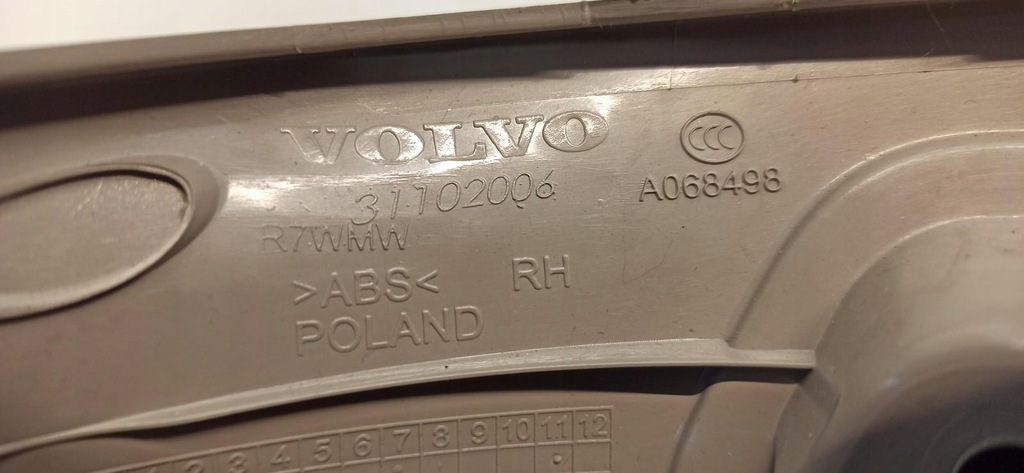 VOLVO
CCC
31102006
A068498
R7WMW
>ABS<
RH
POLAND
1 2 3 4 5 6 7 8 9 10 11 12